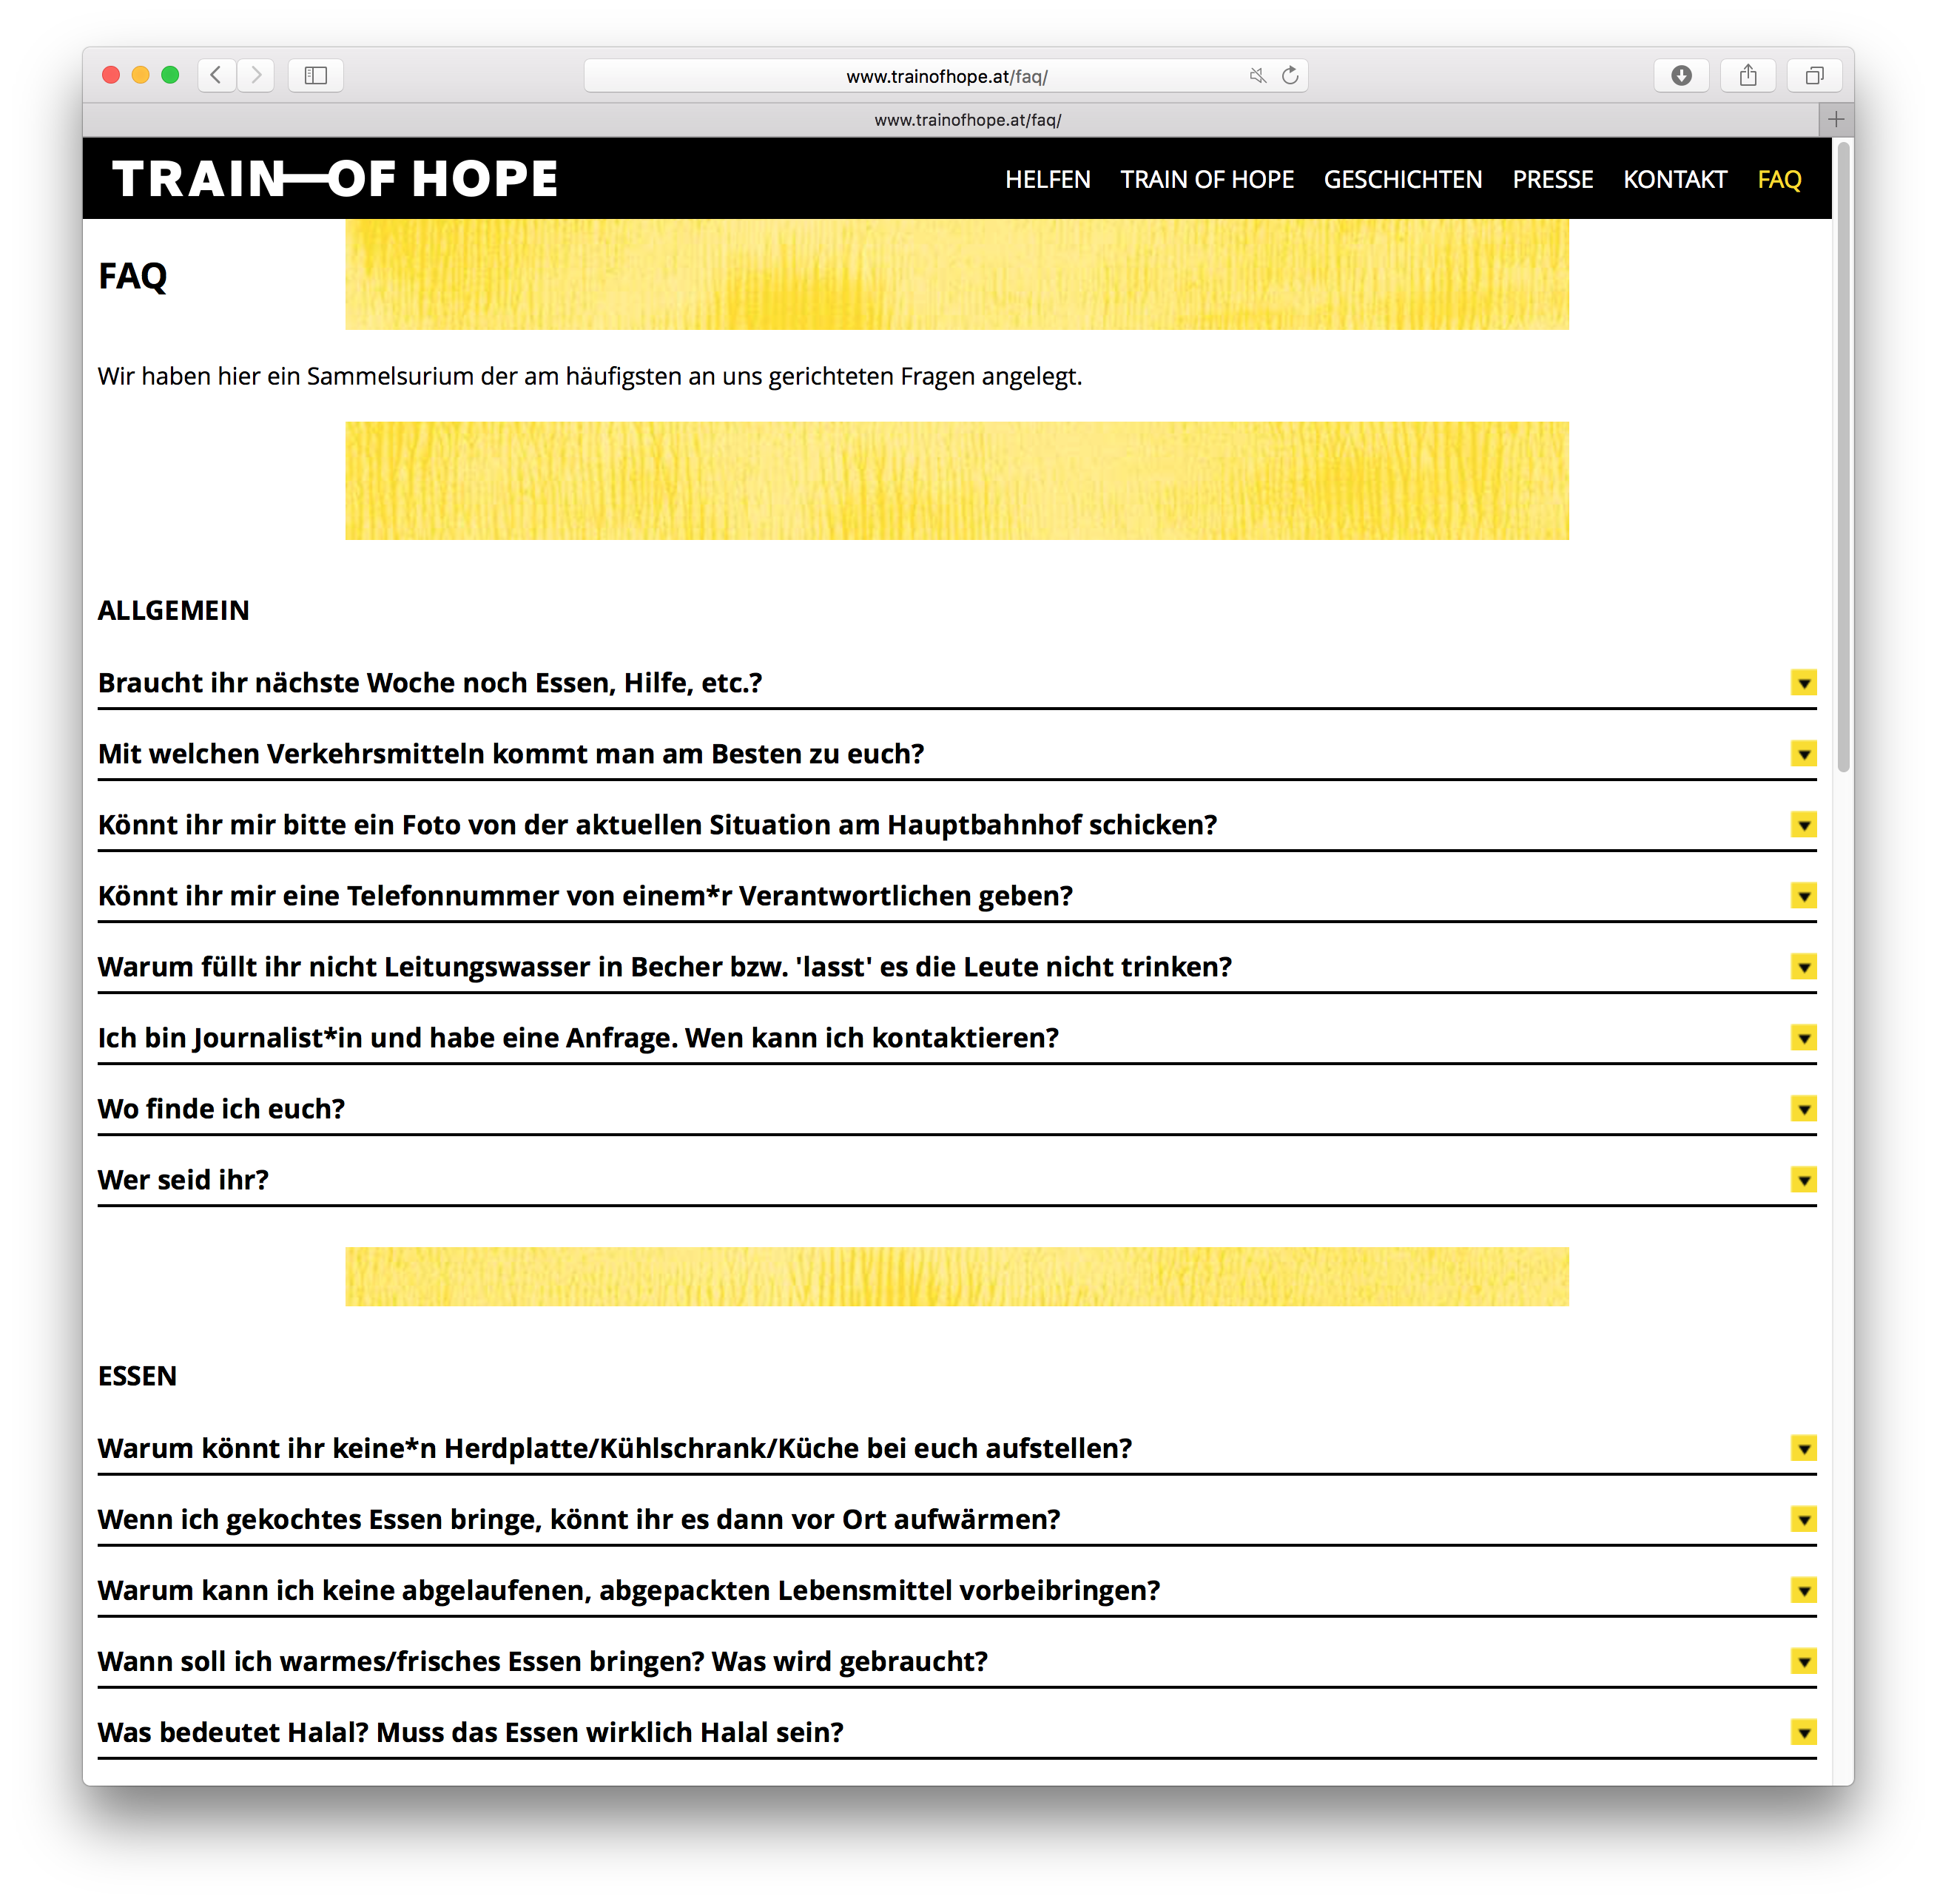 www.trainofhope.at/faq/
www.trainofhope.at/faq/
TRAIN—OF HOPE
HELFEN TRAIN OF HOPE GESCHICHTEN PRESSE KONTAKT FAQ
FAQ
Wir haben hier ein Sammelsurium der am häufigsten an uns gerichteten Fragen angelegt.
ALLGEMEIN
Braucht ihr nächste Woche noch Essen, Hilfe, etc.?
Mit welchen Verkehrsmitteln kommt man am Besten zu euch?
Könnt ihr mir bitte ein Foto von der aktuellen Situation am Hauptbahnhof schicken?
Könnt ihr mir eine Telefonnummer von einem*r Verantwortlichen geben?
Warum füllt ihr nicht Leitungswasser in Becher bzw. 'lasst' es die Leute nicht trinken?
Ich bin Journalist*in und habe eine Anfrage. Wen kann ich kontaktieren?
Wo finde ich euch?
Wer seid ihr?
ESSEN
Warum könnt ihr keine*n Herdplatte/Kühlschrank/Küche bei euch aufstellen?
Wenn ich gekochtes Essen bringe, könnt ihr es dann vor Ort aufwärmen?
Warum kann ich keine abgelaufenen, abgepackten Lebensmittel vorbeibringen?
Wann soll ich warmes/frisches Essen bringen? Was wird gebraucht?
Was bedeutet Halal? Muss das Essen wirklich Halal sein?